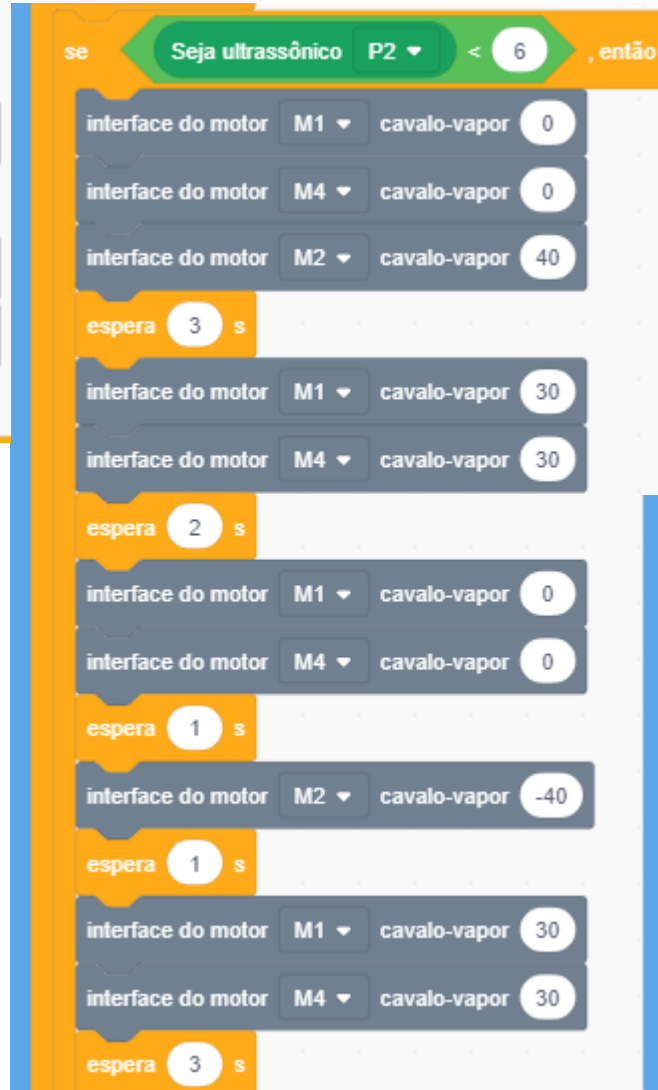 se Seja ultrassônico P2 < 6 , então
interface do motor M1 cavalo-vapor 0
interface do motor M4 cavalo-vapor 0
interface do motor M2 cavalo-vapor 40
espera 3 s
interface do motor M1 cavalo-vapor 30
interface do motor M4 cavalo-vapor 30
espera 2 s
interface do motor M1 cavalo-vapor 0
interface do motor M4 cavalo-vapor 0
espera 1 s
interface do motor M2 cavalo-vapor -40
espera 1 s
interface do motor M1 cavalo-vapor 30
interface do motor M4 cavalo-vapor 30
espera 3 s